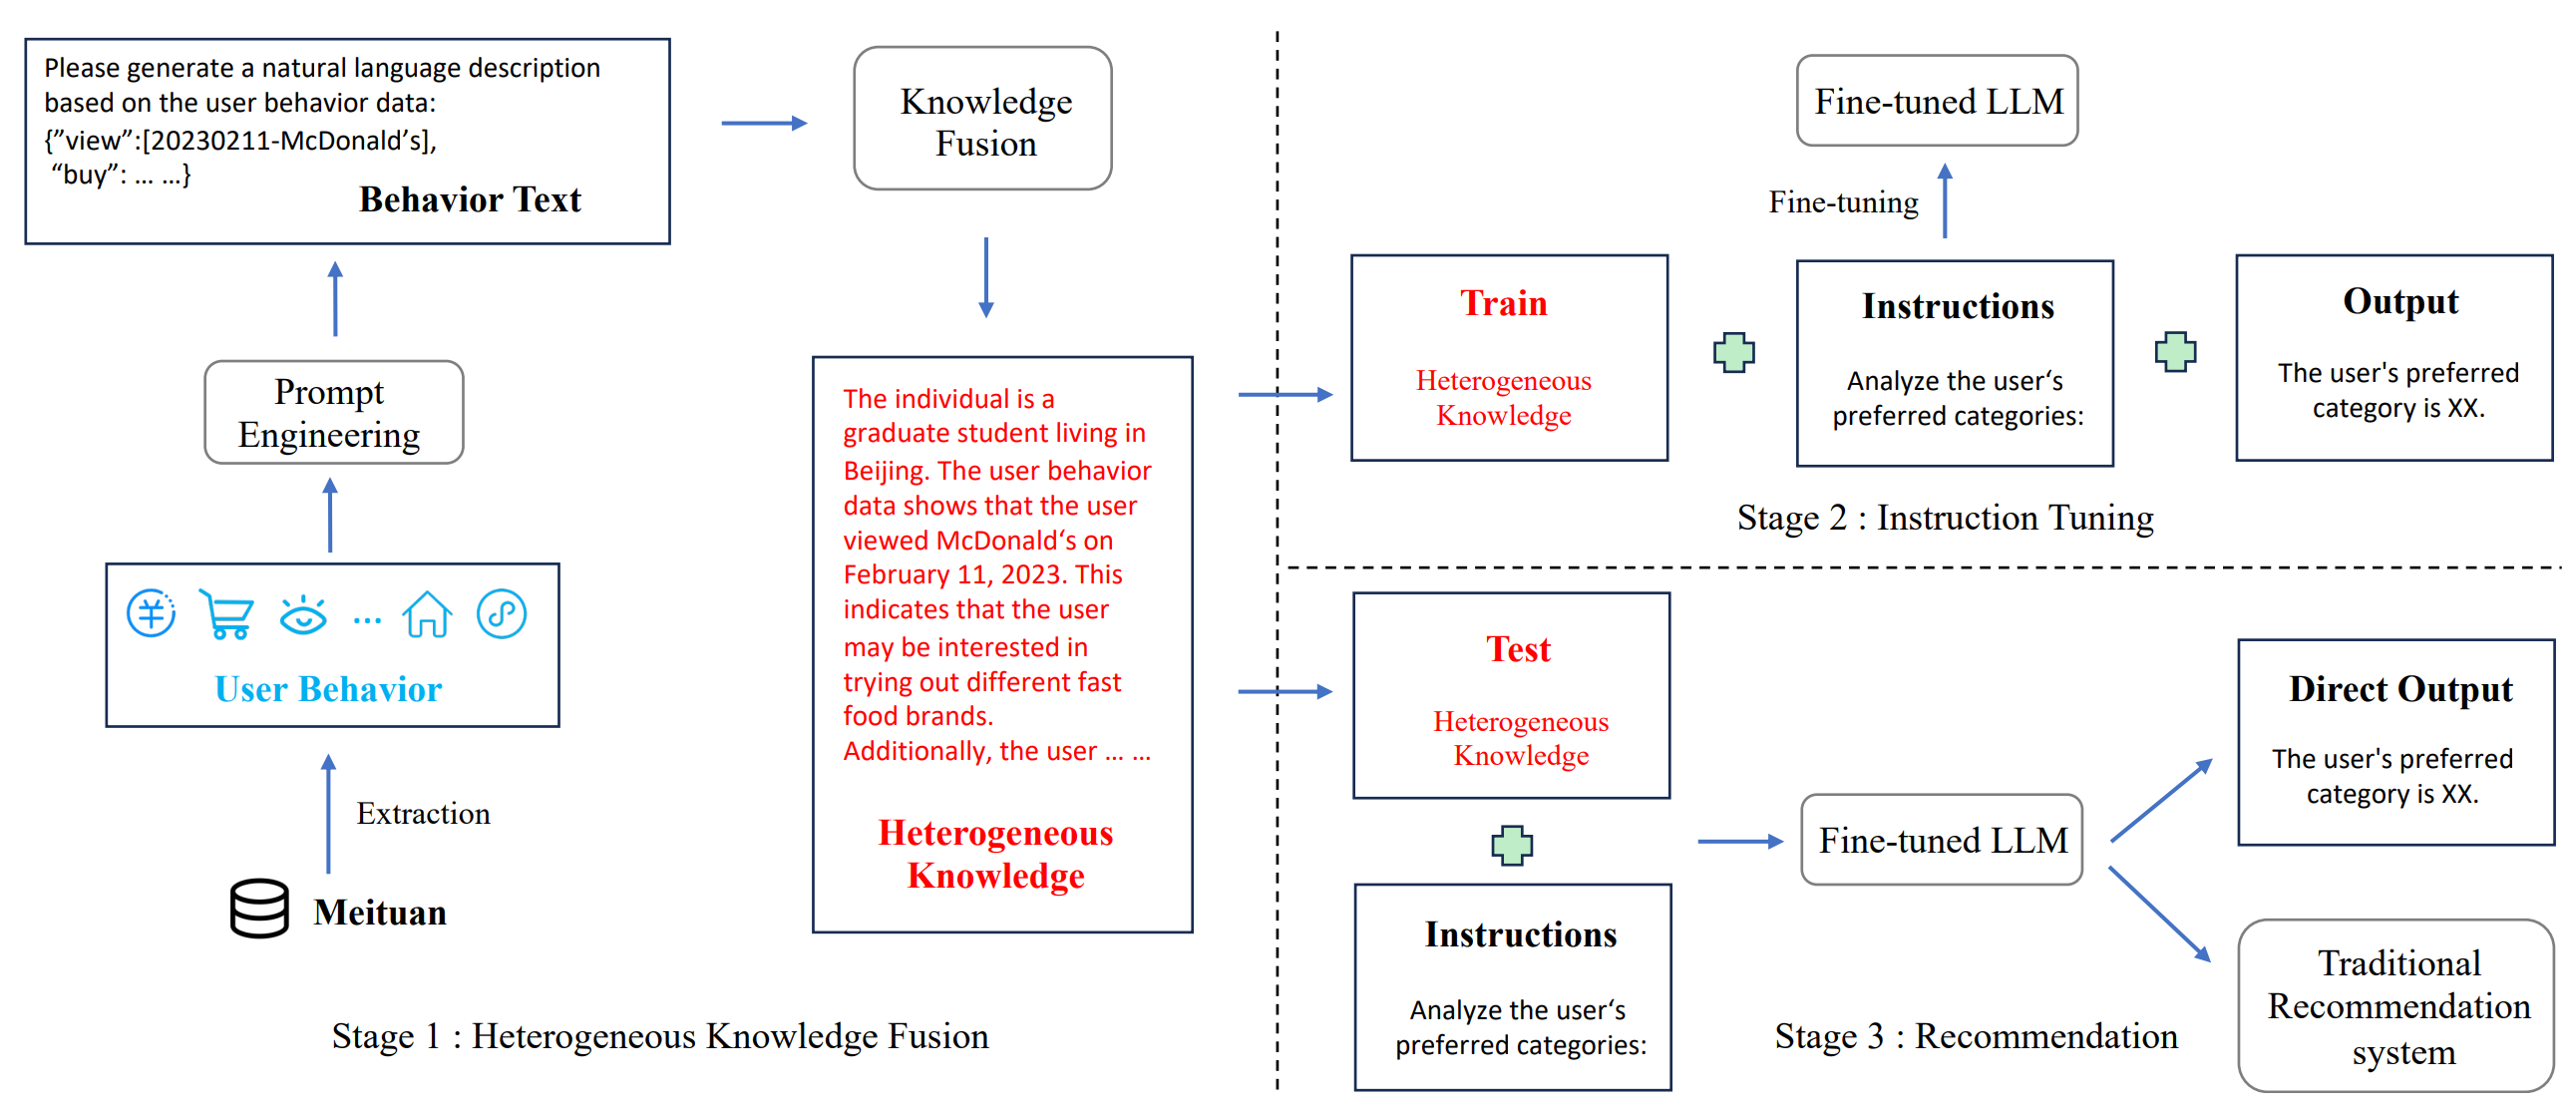 Please generate a natural language description
based on the user behavior data:
{”view”:[20230211-McDonald’s],
“buy”: … …}
Behavior Text
Knowledge
Fusion
Prompt
Engineering
User Behavior
Extraction
Meituan
The individual is a
graduate student living in
Beijing. The user behavior
data shows that the user
viewed McDonald‘s on
February 11, 2023. This
indicates that the user
may be interested in
trying out different fast
food brands.
Additionally, the user … …
Heterogeneous
Knowledge
Stage 1 : Heterogeneous Knowledge Fusion
Fine-tuned LLM
Fine-tuning
Train
Heterogeneous
Knowledge
Instructions
Analyze the user‘s
preferred categories:
Output
The user's preferred
category is XX.
Stage 2 : Instruction Tuning
Test
Heterogeneous
Knowledge
Instructions
Analyze the user‘s
preferred categories:
Fine-tuned LLM
Direct Output
The user's preferred
category is XX.
Traditional
Recommendation
system
Stage 3 : Recommendation